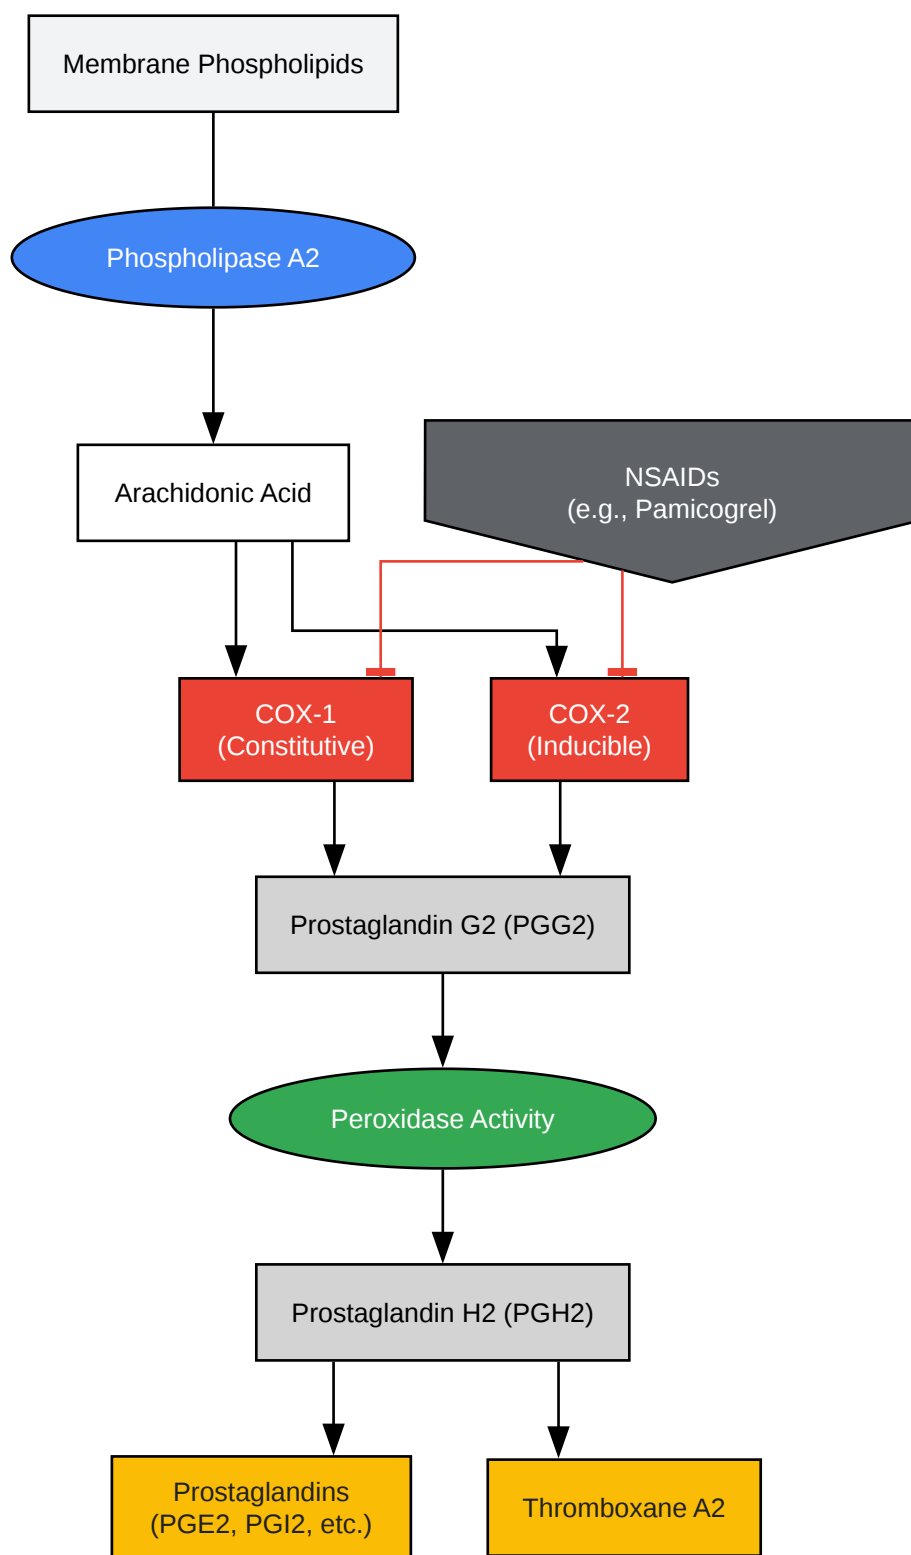 Membrane Phospholipids
Phospholipase A2
Arachidonic Acid
NSAIDs
(e.g., Pamicogrel)
COX-1
(Constitutive)
COX-2
(Inducible)
Prostaglandin G2 (PGG2)
Peroxidase Activity
Prostaglandin H2 (PGH2)
Prostaglandins
(PGE2, PGI2, etc.)
Thromboxane A2